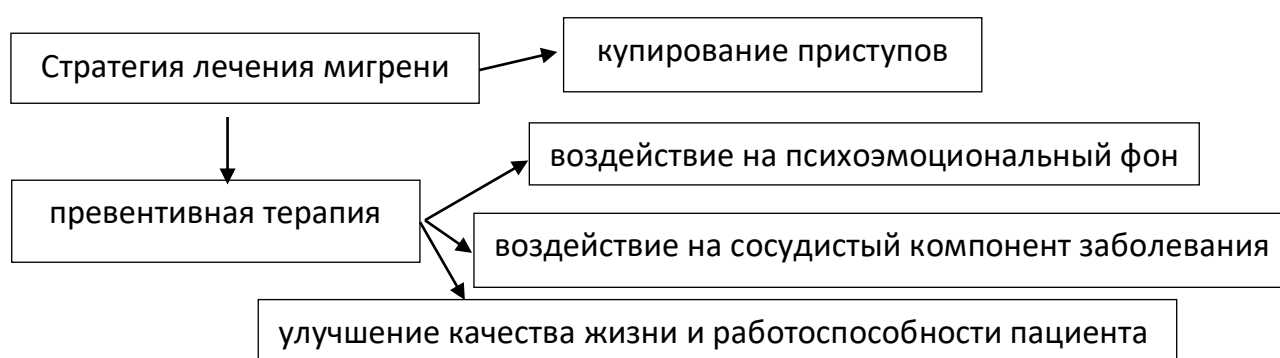 Стратегия лечения мигрени
купирование приступов
превентивная терапия
воздействие на психоэмоциональный фон
воздействие на сосудистый компонент заболевания
улучшение качества жизни и работоспособности пациента